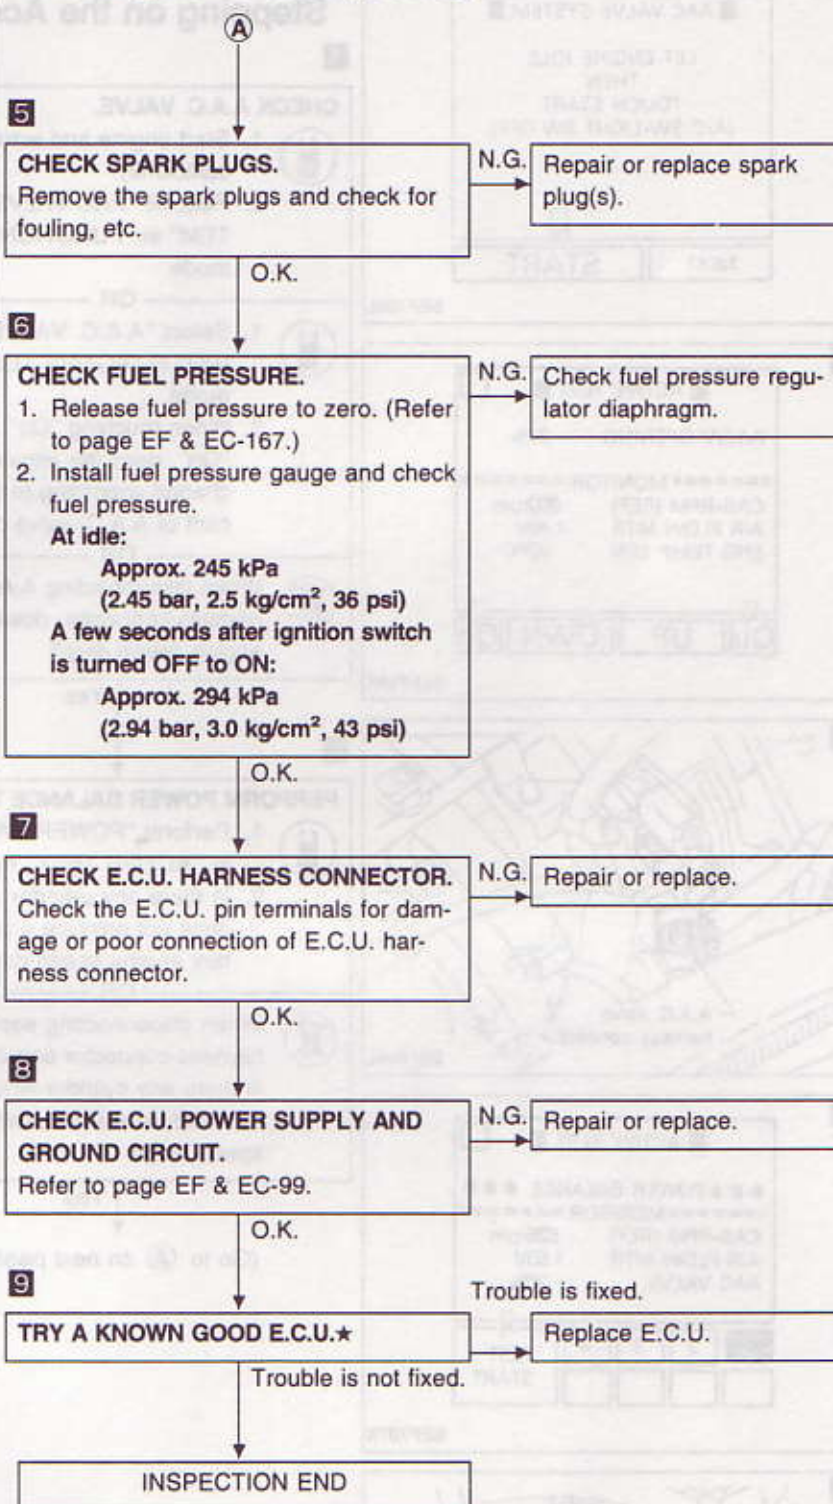 A
5
CHECK SPARK PLUGS.
Remove the spark plugs and check for
fouling, etc.
N.G.
Repair or replace spark
plug(s).
O.K.
6
CHECK FUEL PRESSURE.
1. Release fuel pressure to zero. (Refer
to page EF & EC-167.)
2. Install fuel pressure gauge and check
fuel pressure.
At idle:
Approx. 245 kPa
(2.45 bar, 2.5 kg/cm², 36 psi)
A few seconds after ignition switch
is turned OFF to ON:
Approx. 294 kPa
(2.94 bar, 3.0 kg/cm², 43 psi)
N.G.
Check fuel pressure regu-
lator diaphragm.
O.K.
7
CHECK E.C.U. HARNESS CONNECTOR.
Check the E.C.U. pin terminals for dam-
age or poor connection of E.C.U. har-
ness connector.
N.G.
Repair or replace.
O.K.
8
CHECK E.C.U. POWER SUPPLY AND
GROUND CIRCUIT.
Refer to page EF & EC-99.
N.G.
Repair or replace.
O.K.
9
TRY A KNOWN GOOD E.C.U.★
Trouble is fixed.
Replace E.C.U.
Trouble is not fixed.
INSPECTION END